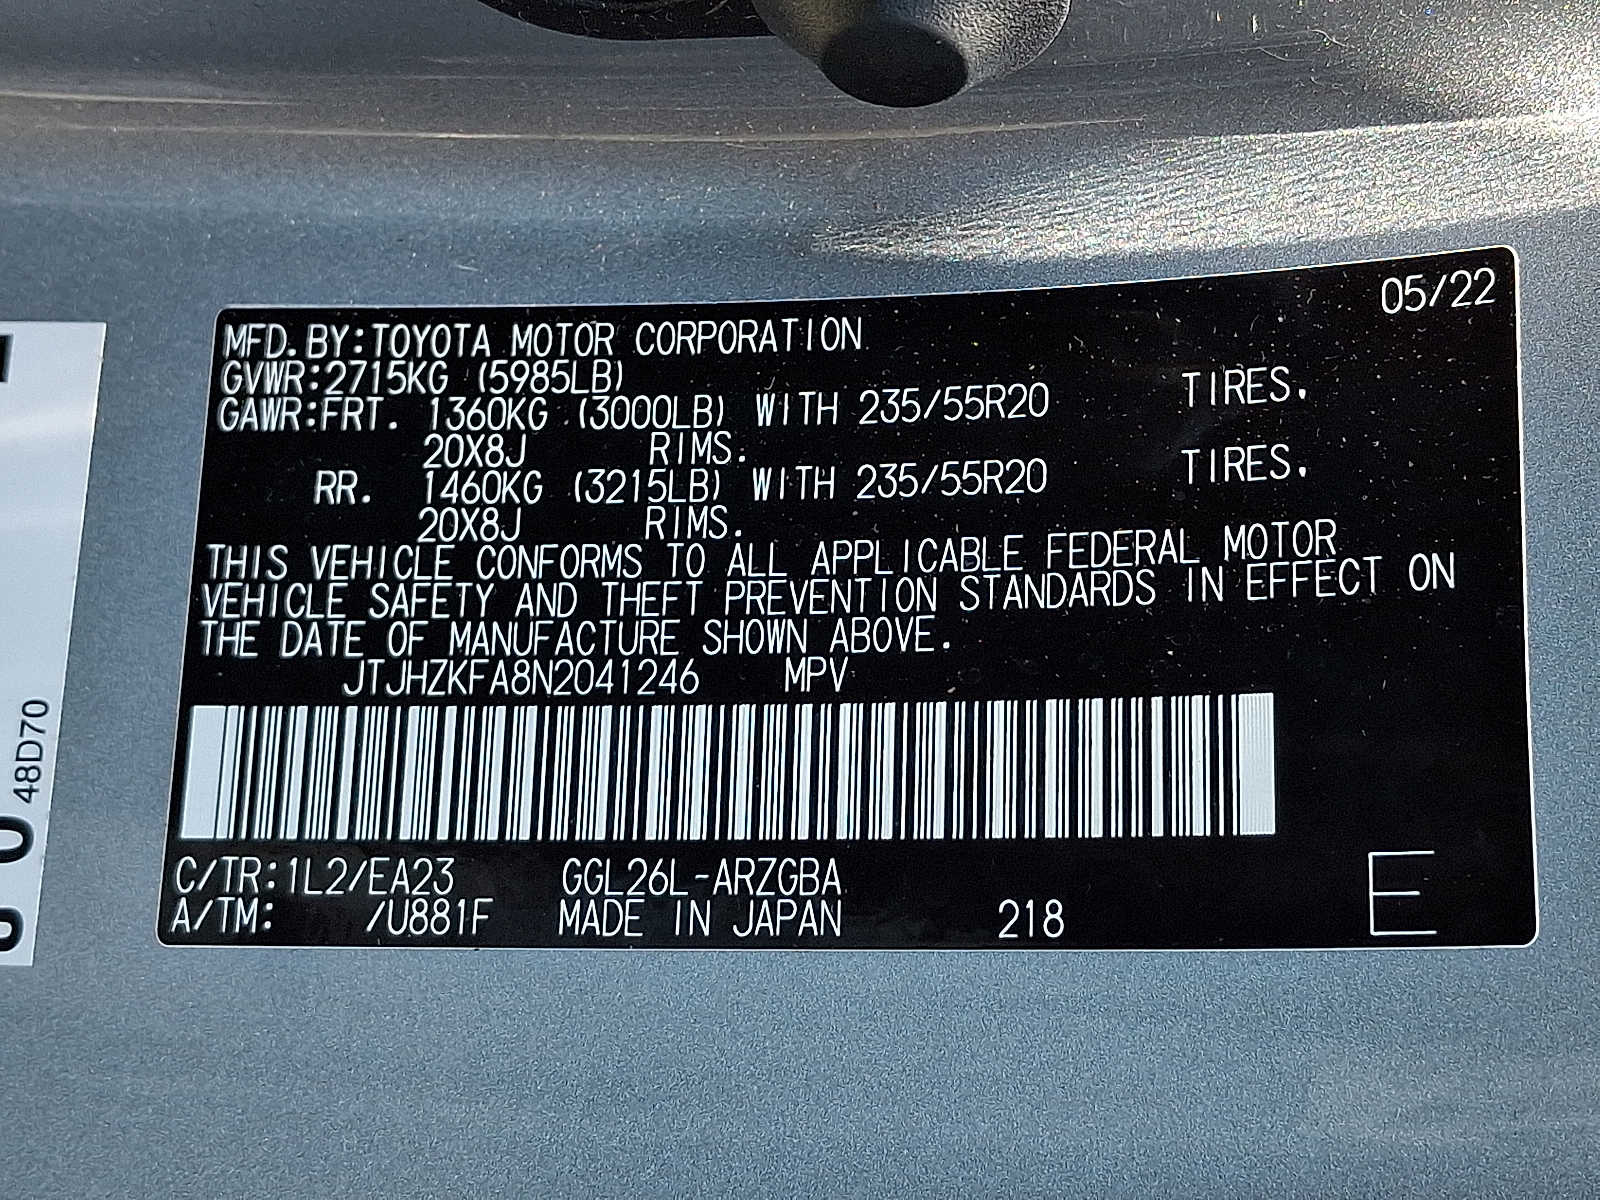 05/22
MFD.BY:TOYOTA MOTOR CORPORATION
GVWR:2715KG (5985LB)
GAWR:FRT. 1360KG (3000LB) WITH 235/55R20 TIRES.
20X8J RIMS.
RR. 1460KG (3215LB) WITH 235/55R20 TIRES.
20X8J RIMS.
THIS VEHICLE CONFORMS TO ALL APPLICABLE FEDERAL MOTOR
VEHICLE SAFETY AND THEFT PREVENTION STANDARDS IN EFFECT ON
THE DATE OF MANUFACTURE SHOWN ABOVE.
JTJHZKFA8N2041246 MPV
C/TR:1L2/EA23 GGL26L-ARZGBA
A/TM: /U881F MADE IN JAPAN 218 E
48D70